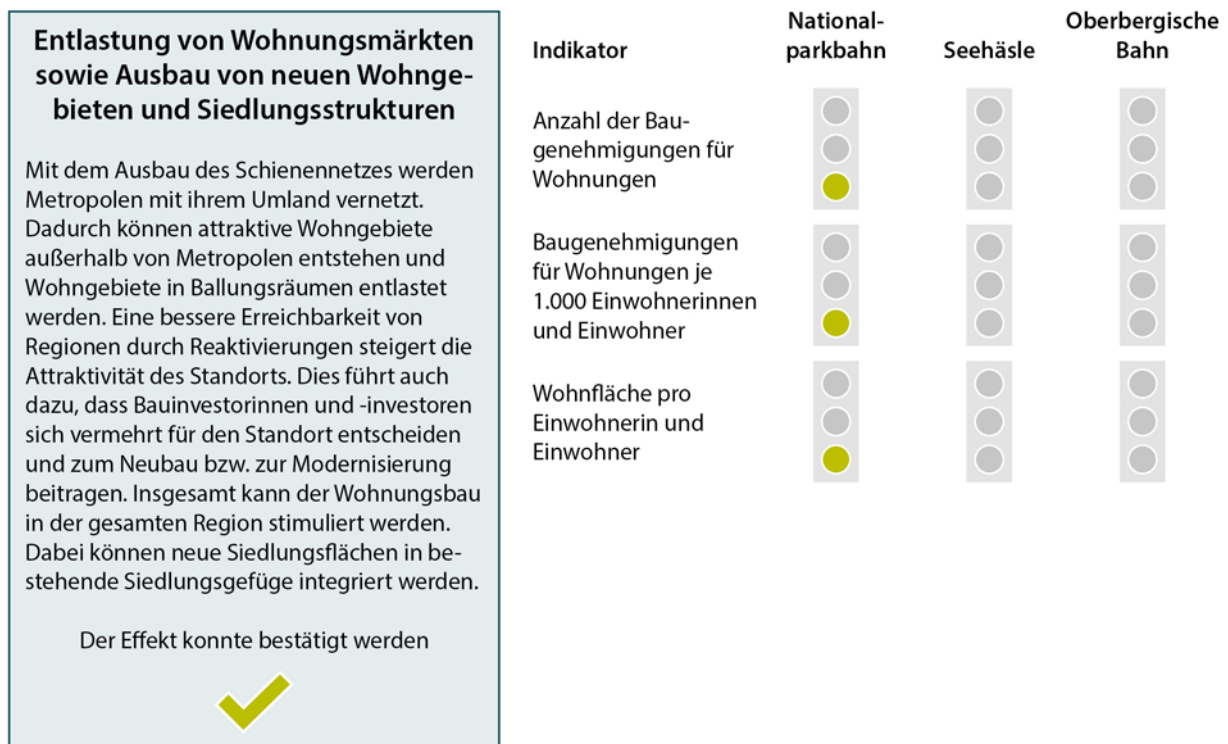 Entlastung von Wohnungsmärkten
sowie Ausbau von neuen Wohnge-
bieten und Siedlungsstrukturen
Mit dem Ausbau des Schienennetzes werden
Metropolen mit ihrem Umland vernetzt.
Dadurch können attraktive Wohngebiete
außerhalb von Metropolen entstehen und
Wohngebiete in Ballungsräumen entlastet
werden. Eine bessere Erreichbarkeit von
Regionen durch Reaktivierungen steigert die
Attraktivität des Standorts. Dies führt auch
dazu, dass Bauinvestorinnen und -investoren
sich vermehrt für den Standort entscheiden
und zum Neubau bzw. zur Modernisierung
beitragen. Insgesamt kann der Wohnungsbau
in der gesamten Region stimuliert werden.
Dabei können neue Siedlungsflächen in be-
stehende Siedlungsgefüge integriert werden.
Der Effekt konnte bestätigt werden
Indikator
National-
parkbahn
Seehäsle
Oberbergische
Bahn
Anzahl der Bau-
genehmigungen für
Wohnungen
Baugenehmigungen
für Wohnungen je
1.000 Einwohnerinnen
und Einwohner
Wohnfläche pro
Einwohnerin und
Einwohner